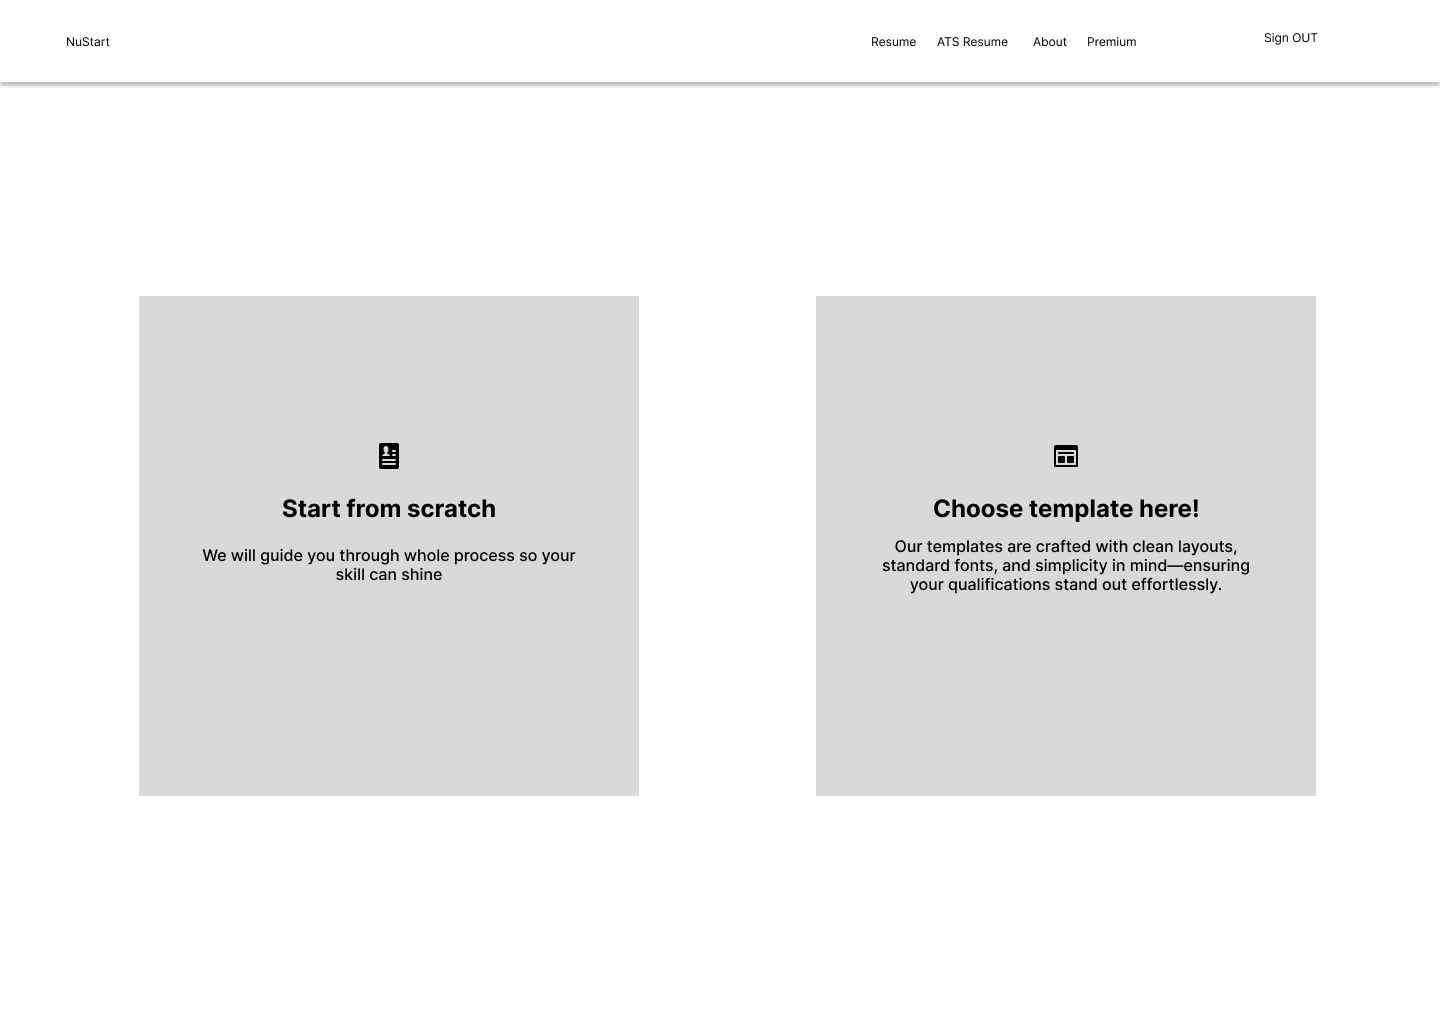 NuStart
Resume
ATS Resume
About
Premium
Sign OUT
Start from scratch
We will guide you through whole process so your
skill can shine
Choose template here!
Our templates are crafted with clean layouts,
standard fonts, and simplicity in mind—ensuring
your qualifications stand out effortlessly.